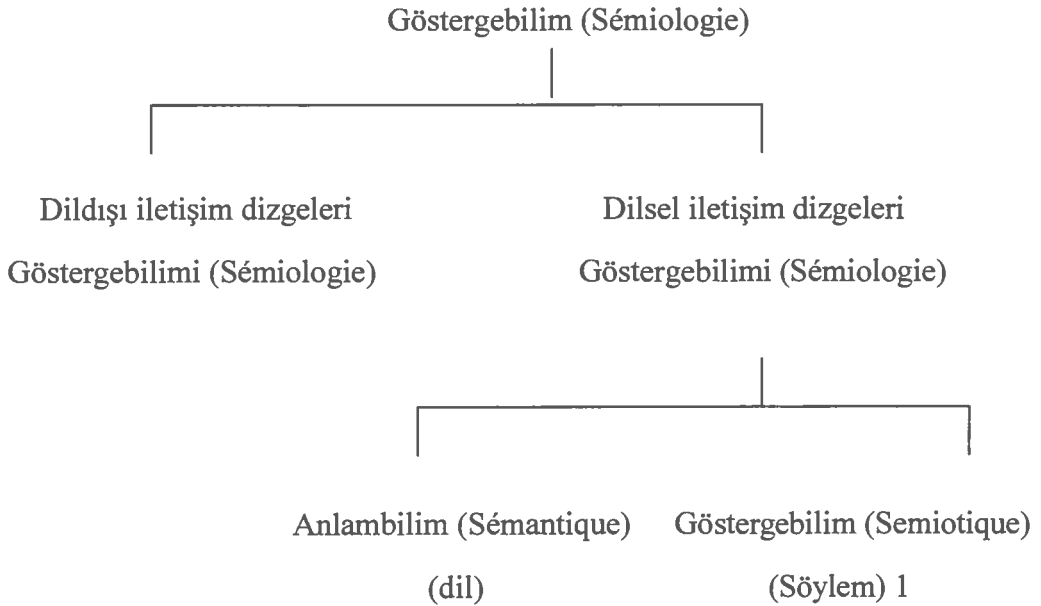 Göstergebilim (Sémiologie)
Dildışı iletişim dizgeleri
Göstergebilimi (Sémiologie)
Dilsel iletişim dizgeleri
Göstergebilimi (Sémiologie)
Anlambilim (Sémantique)
(dil)
Göstergebilim (Semiotique)
(Söylem) 1